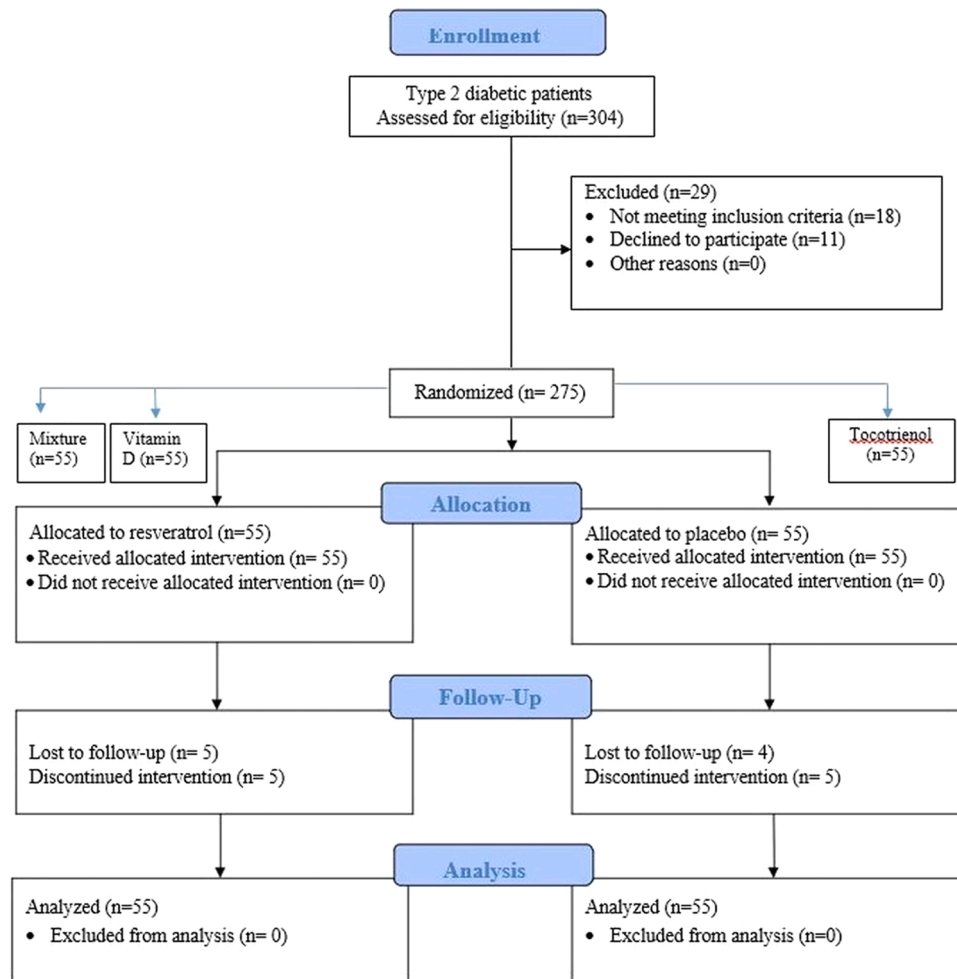 Enrollment
Type 2 diabetic patients
Assessed for eligibility (n=304)
Excluded (n=29)
• Not meeting inclusion criteria (n=18)
• Declined to participate (n=11)
• Other reasons (n=0)
Randomized (n= 275)
Mixture
(n=55)
Vitamin
D (n=55)
Tocotrienol
(n=55)
Allocation
Allocated to resveratrol (n=55)
• Received allocated intervention (n= 55)
• Did not receive allocated intervention (n= 0)
Allocated to placebo (n= 55)
• Received allocated intervention (n= 55)
• Did not receive allocated intervention (n= 0)
Follow-Up
Lost to follow-up (n= 5)
Discontinued intervention (n= 5)
Lost to follow-up (n= 4)
Discontinued intervention (n= 5)
Analysis
Analyzed (n=55)
• Excluded from analysis (n= 0)
Analyzed (n=55)
• Excluded from analysis (n=0)